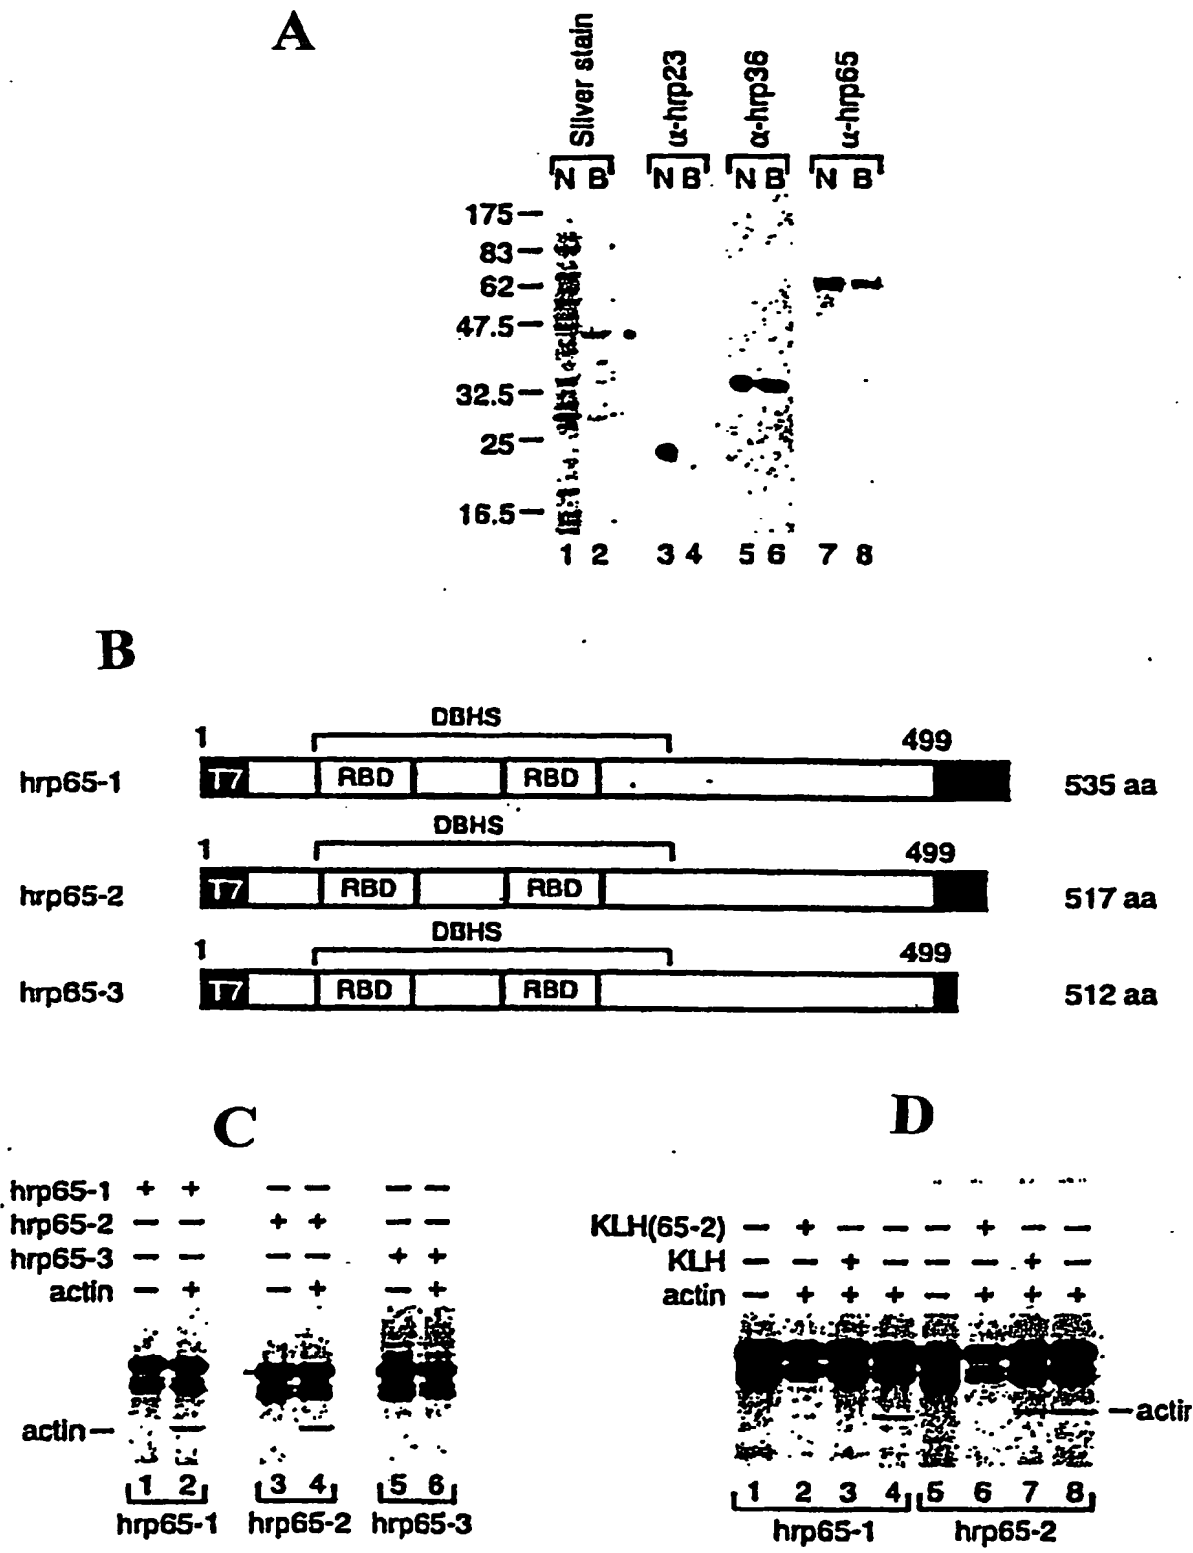 A
Silver stain
α-hrp23
α-hrp36
α-hrp65
N B N B N B N B
175
83
62
47.5
32.5
25
16.5
1 2 3 4 5 6 7 8
B
DBHS
1 499
hrp65-1 T7 RBD RBD 535 aa
DBHS
1 499
hrp65-2 T7 RBD RBD 517 aa
DBHS
1 499
hrp65-3 T7 RBD RBD 512 aa
C
hrp65-1 + + − − − −
hrp65-2 − − + + − −
hrp65-3 − − − − + +
actin − + − + − +
actin
1 2 3 4 5 6
hrp65-1 hrp65-2 hrp65-3
D
KLH(65-2) − + − − − + − −
KLH − − + − − − + −
actin − + + + − + + +
actin
1 2 3 4 5 6 7 8
hrp65-1 hrp65-2